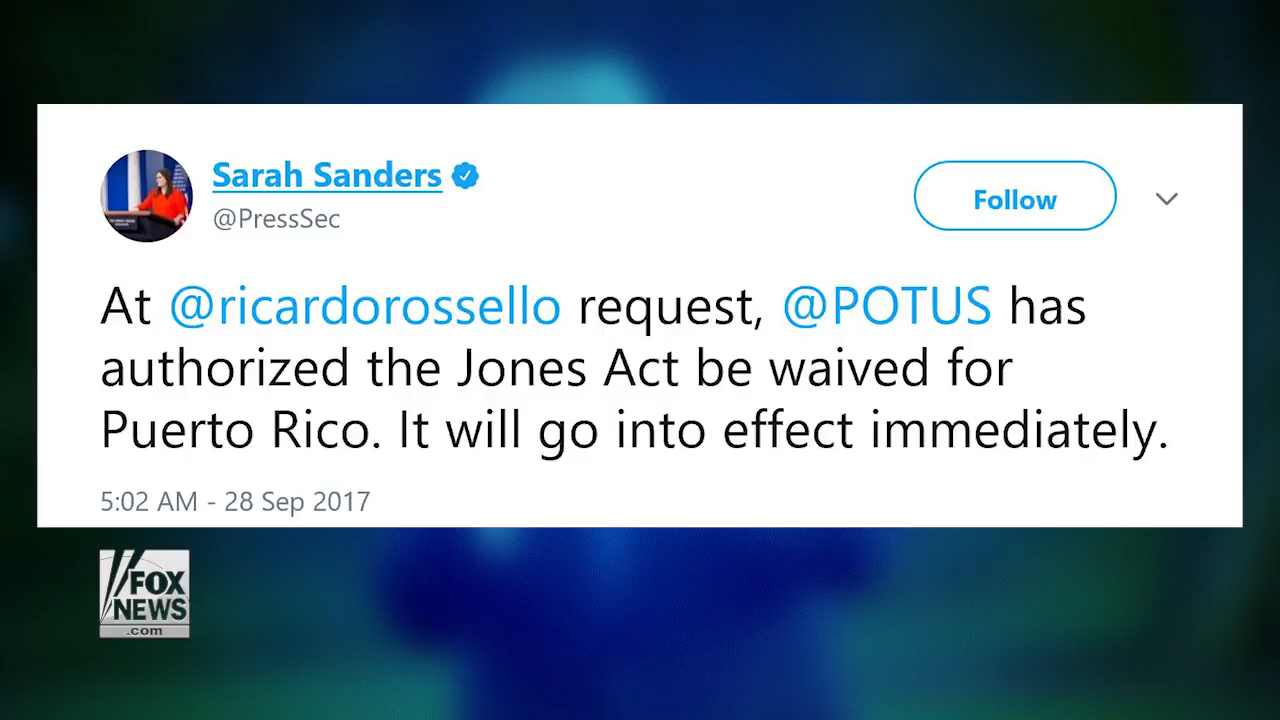 Sarah Sanders
@PressSec
Follow
At @ricardorossello request, @POTUS has
authorized the Jones Act be waived for
Puerto Rico. It will go into effect immediately.
5:02 AM - 28 Sep 2017
FOX
NEWS
.com